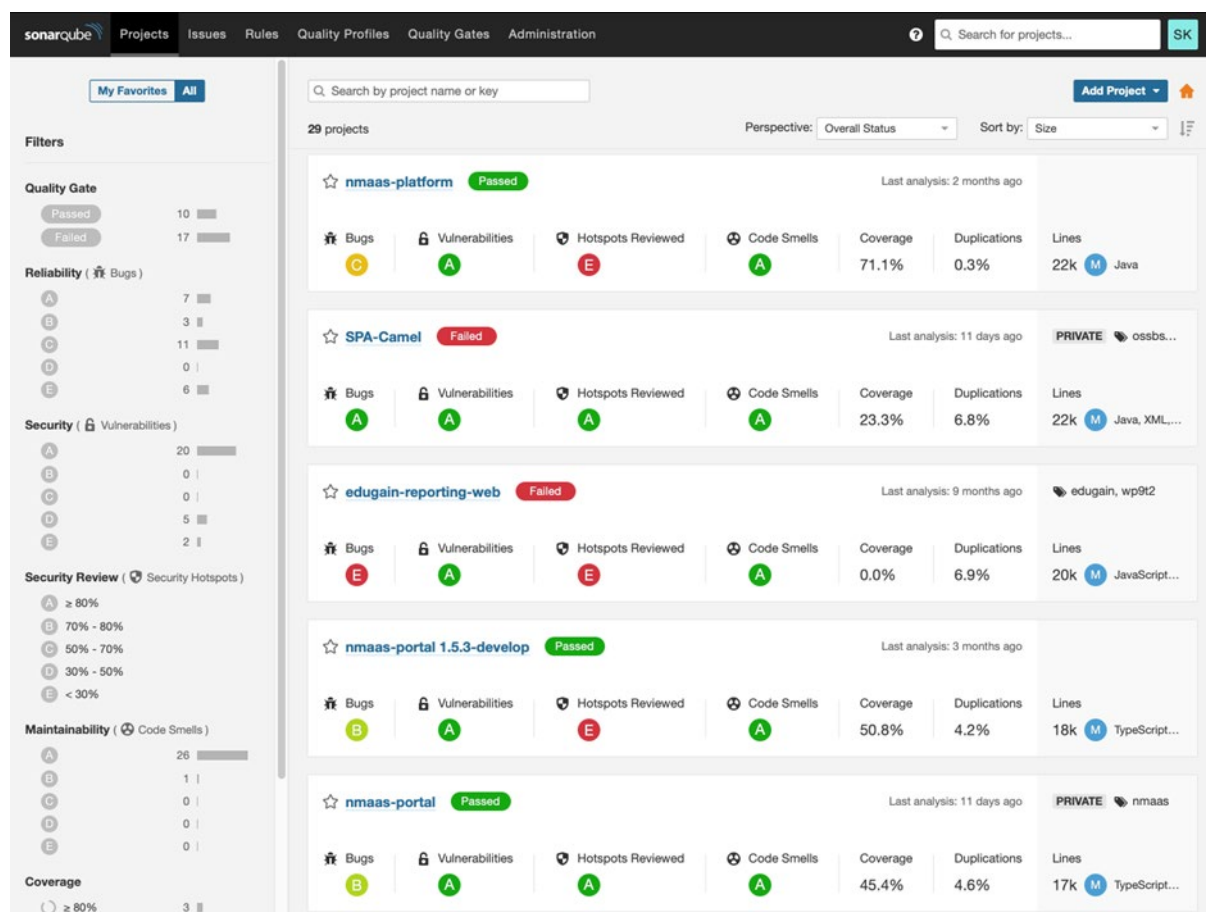 sonarqube Projects Issues Rules Quality Profiles Quality Gates Administration ? Search for projects... SK
My Favorites All
Filters
Quality Gate
Passed 10
Failed 17
Reliability ( Bugs )
A 7
B 3
C 11
D 0
E 6
Security ( Vulnerabilities )
A 20
B 0
C 0
D 5
E 2
Security Review ( Security Hotspots )
A ≥ 80%
B 70% - 80%
C 50% - 70%
D 30% - 50%
E < 30%
Maintainability ( Code Smells )
A 26
B 1
C 0
D 0
E 0
Coverage
≥ 80% 3
Search by project name or key Add Project
29 projects Perspective: Overall Status Sort by: Size
nmaas-platform Passed Last analysis: 2 months ago
Bugs Vulnerabilities Hotspots Reviewed Code Smells Coverage Duplications Lines
C A E A 71.1% 0.3% 22k M Java
SPA-Camel Failed Last analysis: 11 days ago PRIVATE ossbs...
Bugs Vulnerabilities Hotspots Reviewed Code Smells Coverage Duplications Lines
A A A A 23.3% 6.8% 22k M Java, XML,...
edugain-reporting-web Failed Last analysis: 9 months ago edugain, wp9t2
Bugs Vulnerabilities Hotspots Reviewed Code Smells Coverage Duplications Lines
E A E A 0.0% 6.9% 20k M JavaScript...
nmaas-portal 1.5.3-develop Passed Last analysis: 3 months ago
Bugs Vulnerabilities Hotspots Reviewed Code Smells Coverage Duplications Lines
B A E A 50.8% 4.2% 18k M TypeScript...
nmaas-portal Passed Last analysis: 11 days ago PRIVATE nmaas
Bugs Vulnerabilities Hotspots Reviewed Code Smells Coverage Duplications Lines
B A A A 45.4% 4.6% 17k M TypeScript...